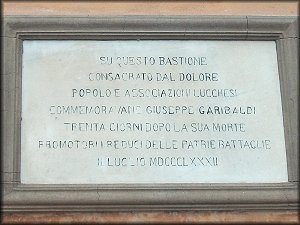 SU QUESTO BASTIONE
CONSACRATO DAL DOLORE
POPOLO E ASSOCIAZIONI LUCCHESI
COMMEMORAVANO GIUSEPPE GARIBALDI
TRENTA GIORNI DOPO LA SUA MORTE
PROMOTORI I REDUCI DELLE PATRIE BATTAGLIE
II LUGLIO MDCCCLXXXII